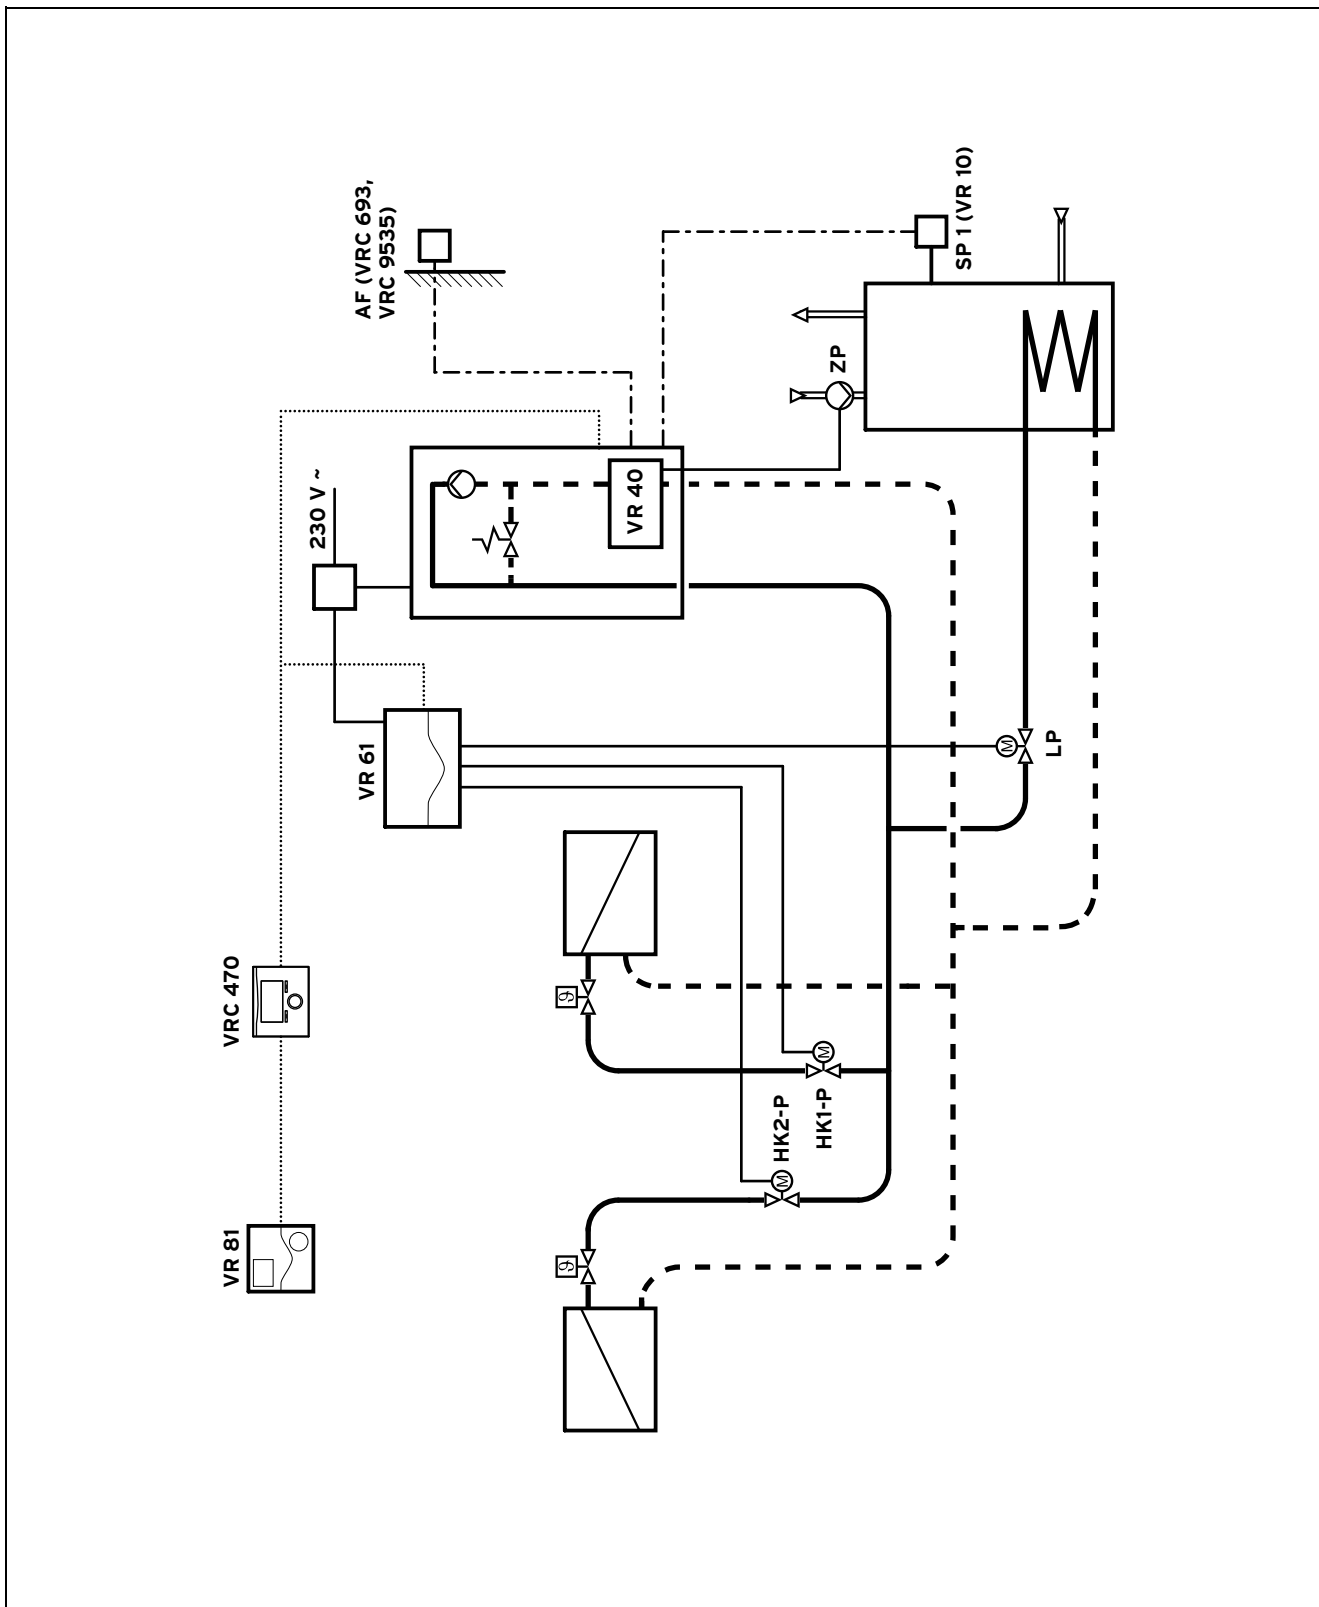 VR 81
VRC 470
VR 61
230 V ~
AF (VRC 693,
VRC 9535)
VR 40
ZP
SP 1 (VR 10)
LP
M
HK1-P
M
HK2-P
M
ϑ
ϑ